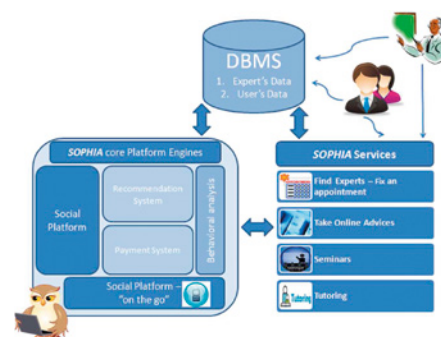 DBMS
1. Expert's Data
2. User's Data
SOPHIA core Platform Engines
Social
Platform
Recommendation
System
Payment System
Behavioral analysis
Social Platform –
"on the go"
SOPHIA Services
Find Experts – Fix an
appointment
Take Online Advices
Seminars
Tutoring
Tutoring